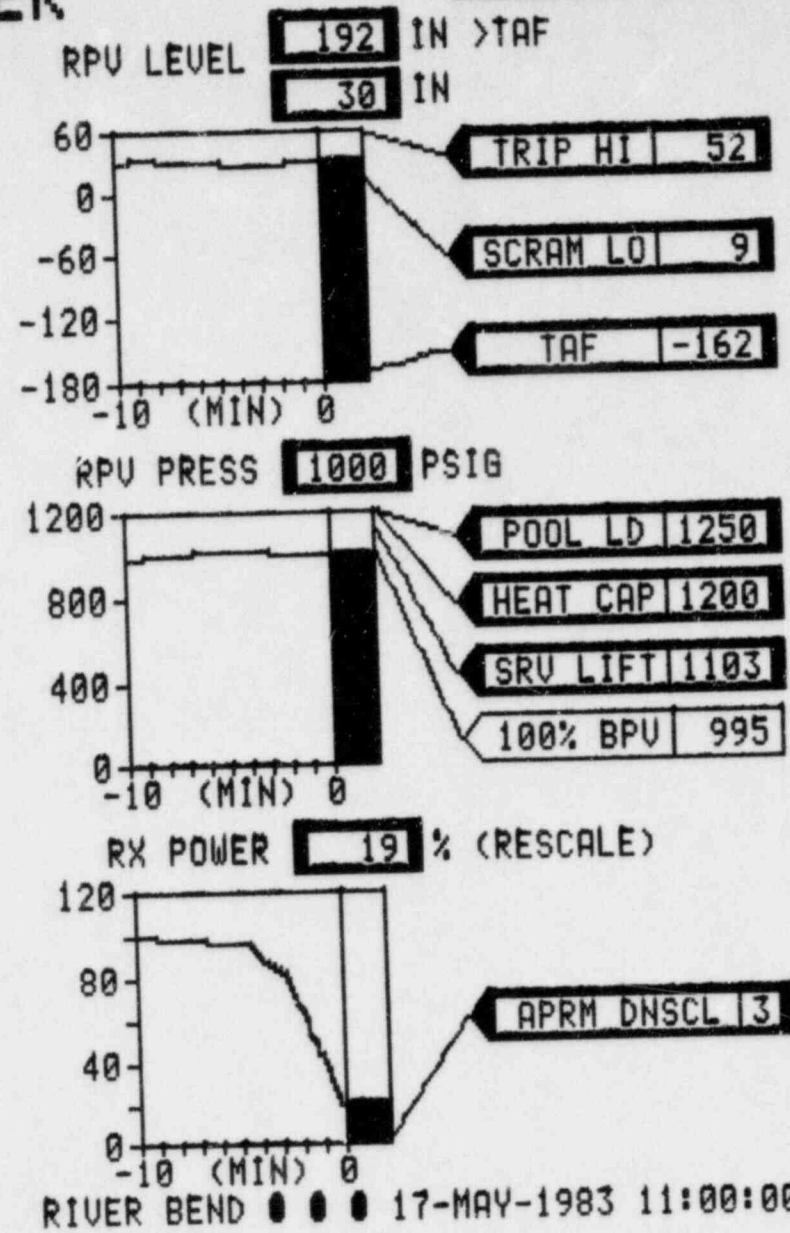 RPV LEVEL 192 IN >TAF
30 IN
60
0
-60
-120
-180
-10 (MIN) 0
TRIP HI 52
SCRAM LO 9
TAF -162
RPV PRESS 1000 PSIG
1200
800
400
0
-10 (MIN) 0
POOL LD 1250
HEAT CAP 1200
SRV LIFT 1103
100% BPV 995
RX POWER 19 % (RESCALE)
120
80
40
0
-10 (MIN) 0
APRM DNSCL 3
RIVER BEND 17-MAY-1983 11:00:00